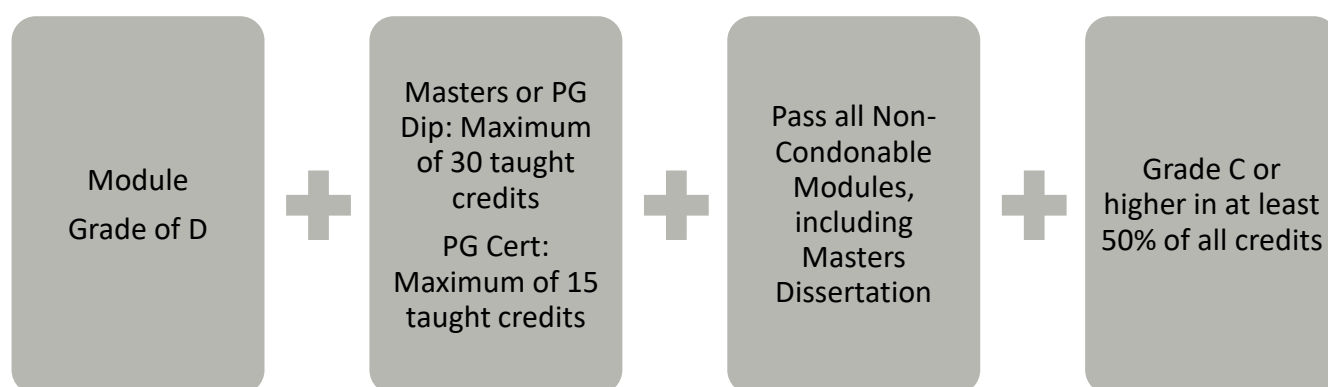 Module
Grade of D
Masters or PG
Dip: Maximum
of 30 taught
credits
PG Cert:
Maximum of 15
taught credits
Pass all Non-
Condonable
Modules,
including
Masters
Dissertation
Grade C or
higher in at least
50% of all credits